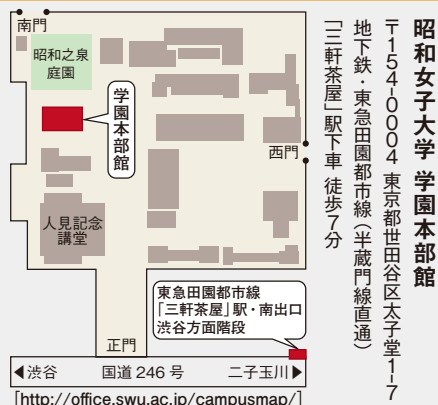 昭和女子大学 学園本部館
〒154-0004 東京都世田谷区太子堂1-7
地下鉄・東急田園都市線（半蔵門線直通）
「三軒茶屋」駅下車 徒歩7分
南門
昭和之泉
庭園
学園本部館
西門
人見記念
講堂
東急田園都市線
「三軒茶屋」駅・南出口
渋谷方面階段
正門
◀渋谷 国道246号 二子玉川▶
[http://office.swu.ac.jp/campusmap/]